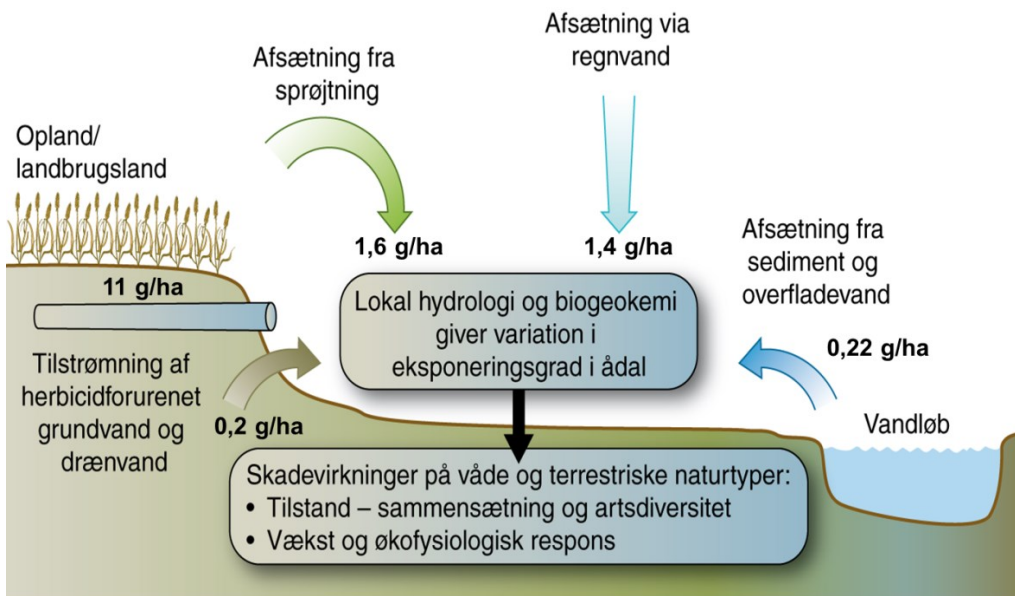 Afsætning fra
sprøjtning
Afsætning via
regnvand
Opland/
landbrugsland
1,6 g/ha
1,4 g/ha
Afsætning fra
sediment og
overfladevand
11 g/ha
Lokal hydrologi og biogeokemi
giver variation i
eksponeringsgrad i ådal
0,22 g/ha
Tilstrømning af
herbicidforurenet
grundvand og
drænvand
0,2 g/ha
Vandløb
Skadevirkninger på våde og terrestriske naturtyper:
• Tilstand – sammensætning og artsdiversitet
• Vækst og økofysiologisk respons